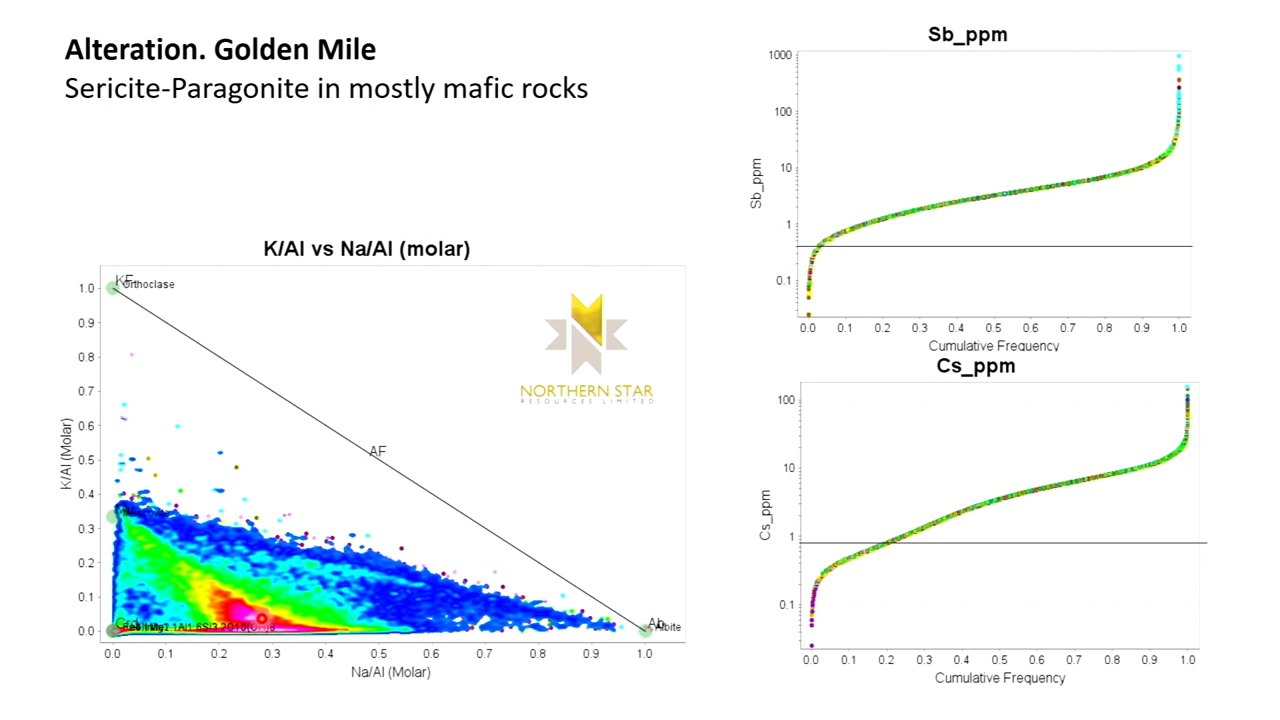 Alteration. Golden Mile
Sericite-Paragonite in mostly mafic rocks
K/Al vs Na/Al (molar)
K/Al (Molar)
1.0
0.9
0.8
0.7
0.6
0.5
0.4
0.3
0.2
0.1
0.0
KF
Orthoclase
AF
Ab
Albite
NORTHERN STAR
RESOURCES LIMITED
0.0 0.1 0.2 0.3 0.4 0.5 0.6 0.7 0.8 0.9 1.0
Na/Al (Molar)
Sb_ppm
Sb_ppm
1000
100
10
1
0.1
0.0 0.1 0.2 0.3 0.4 0.5 0.6 0.7 0.8 0.9 1.0
Cumulative Frequency
Cs_ppm
Cs_ppm
100
10
1
0.1
0.0 0.1 0.2 0.3 0.4 0.5 0.6 0.7 0.8 0.9 1.0
Cumulative Frequency